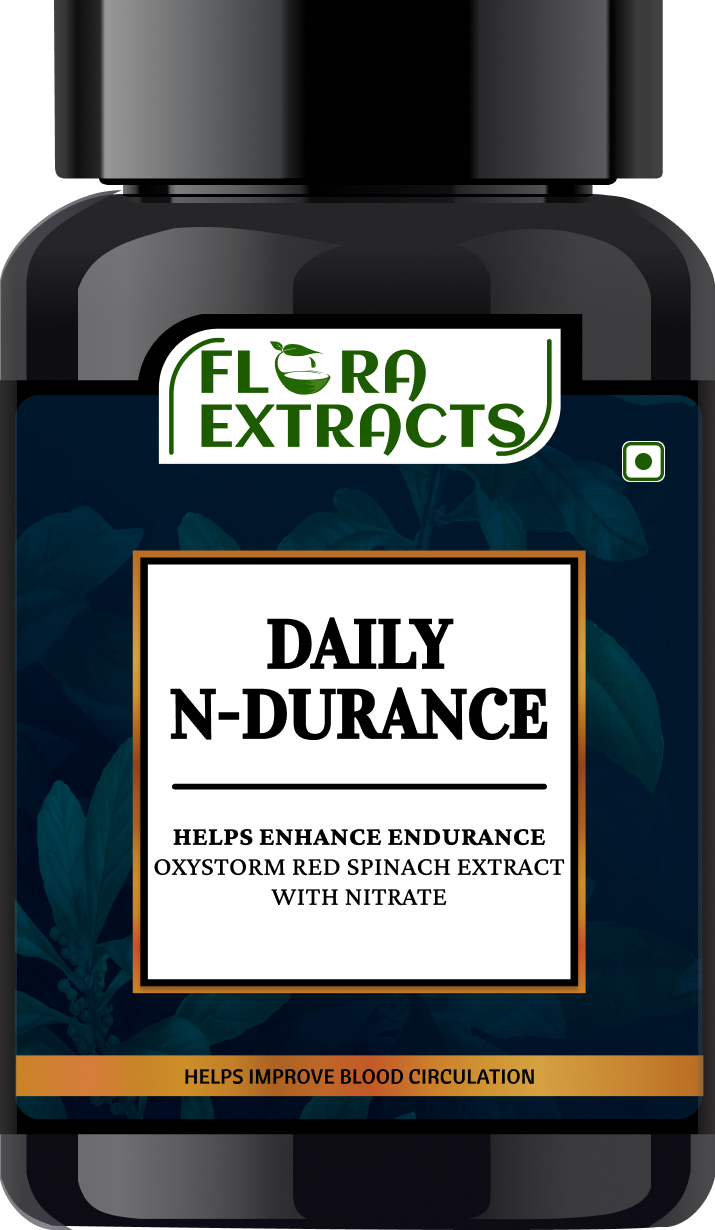 FLORA
EXTRACTS
DAILY
N-DURANCE
HELPS ENHANCE ENDURANCE
OXYSTORM RED SPINACH EXTRACT
WITH NITRATE
HELPS IMPROVE BLOOD CIRCULATION